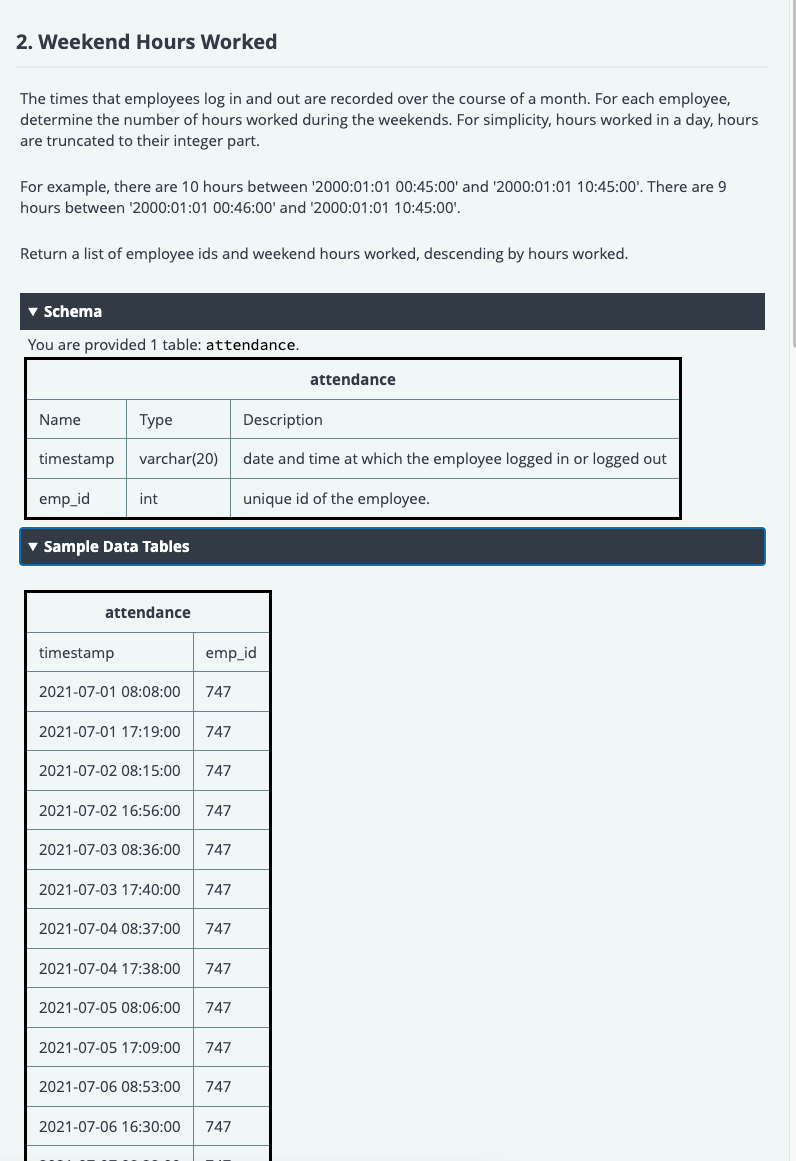 2. Weekend Hours Worked
The times that employees log in and out are recorded over the course of a month. For each employee,
determine the number of hours worked during the weekends. For simplicity, hours worked in a day, hours
are truncated to their integer part.
For example, there are 10 hours between '2000:01:01 00:45:00' and '2000:01:01 10:45:00'. There are 9
hours between '2000:01:01 00:46:00' and '2000:01:01 10:45:00'.
Return a list of employee ids and weekend hours worked, descending by hours worked.
▼ Schema
You are provided 1 table: attendance.
attendance
Name Type Description
timestamp varchar(20) date and time at which the employee logged in or logged out
emp_id int unique id of the employee.
▼ Sample Data Tables
attendance
timestamp emp_id
2021-07-01 08:08:00 747
2021-07-01 17:19:00 747
2021-07-02 08:15:00 747
2021-07-02 16:56:00 747
2021-07-03 08:36:00 747
2021-07-03 17:40:00 747
2021-07-04 08:37:00 747
2021-07-04 17:38:00 747
2021-07-05 08:06:00 747
2021-07-05 17:09:00 747
2021-07-06 08:53:00 747
2021-07-06 16:30:00 747